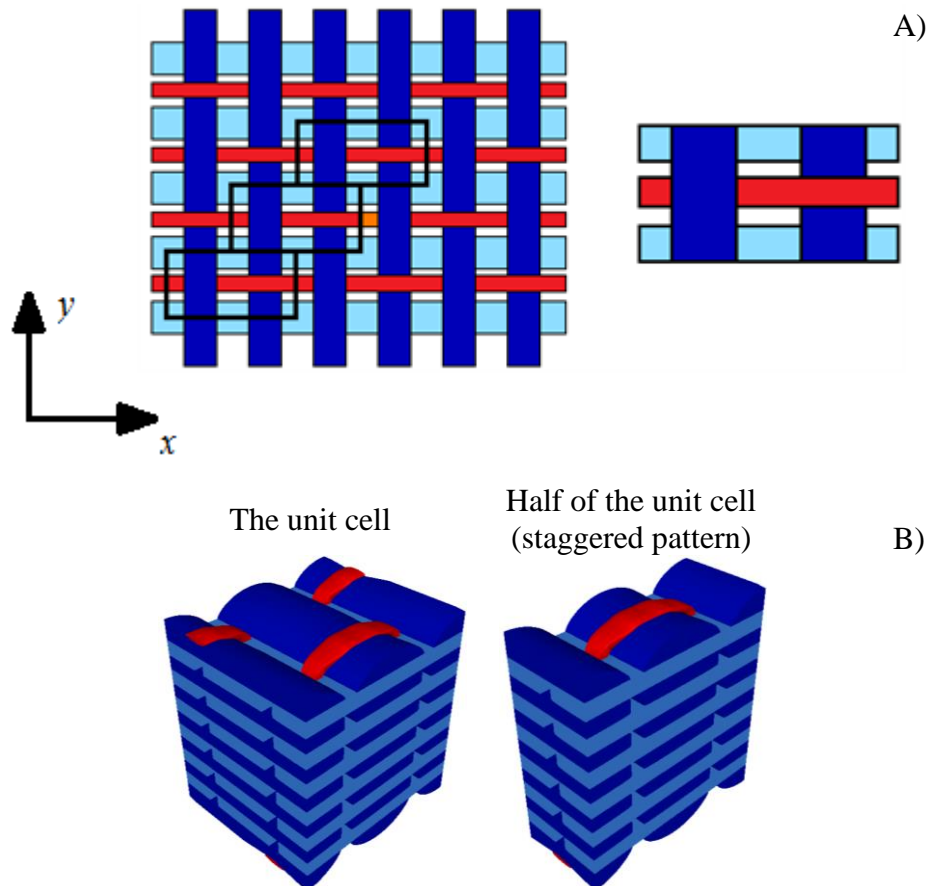 A)
y
x
The unit cell
Half of the unit cell
(staggered pattern)
B)